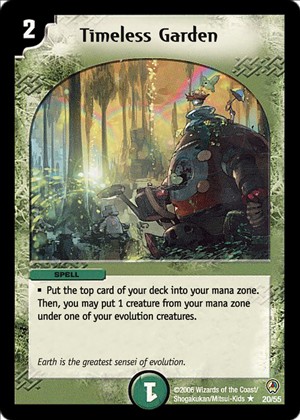 2
Timeless Garden
SPELL
▪ Put the top card of your deck into your mana zone.
Then, you may put 1 creature from your mana zone
under one of your evolution creatures.
Earth is the greatest sensei of evolution.
1
©2006 Wizards of the Coast/
Shogakukan/Mitsui-Kids ★ 20/55